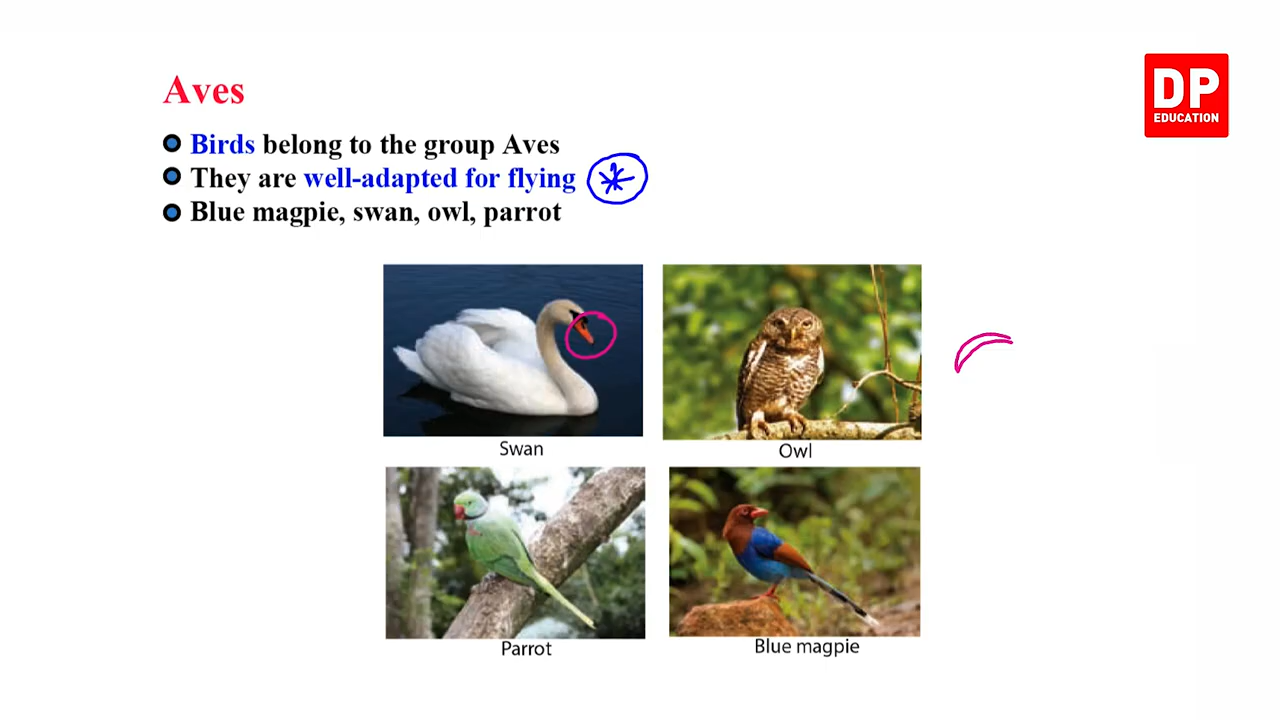 DP
EDUCATION
Aves
Birds belong to the group Aves
They are well-adapted for flying
Blue magpie, swan, owl, parrot
Swan
Owl
Parrot
Blue magpie